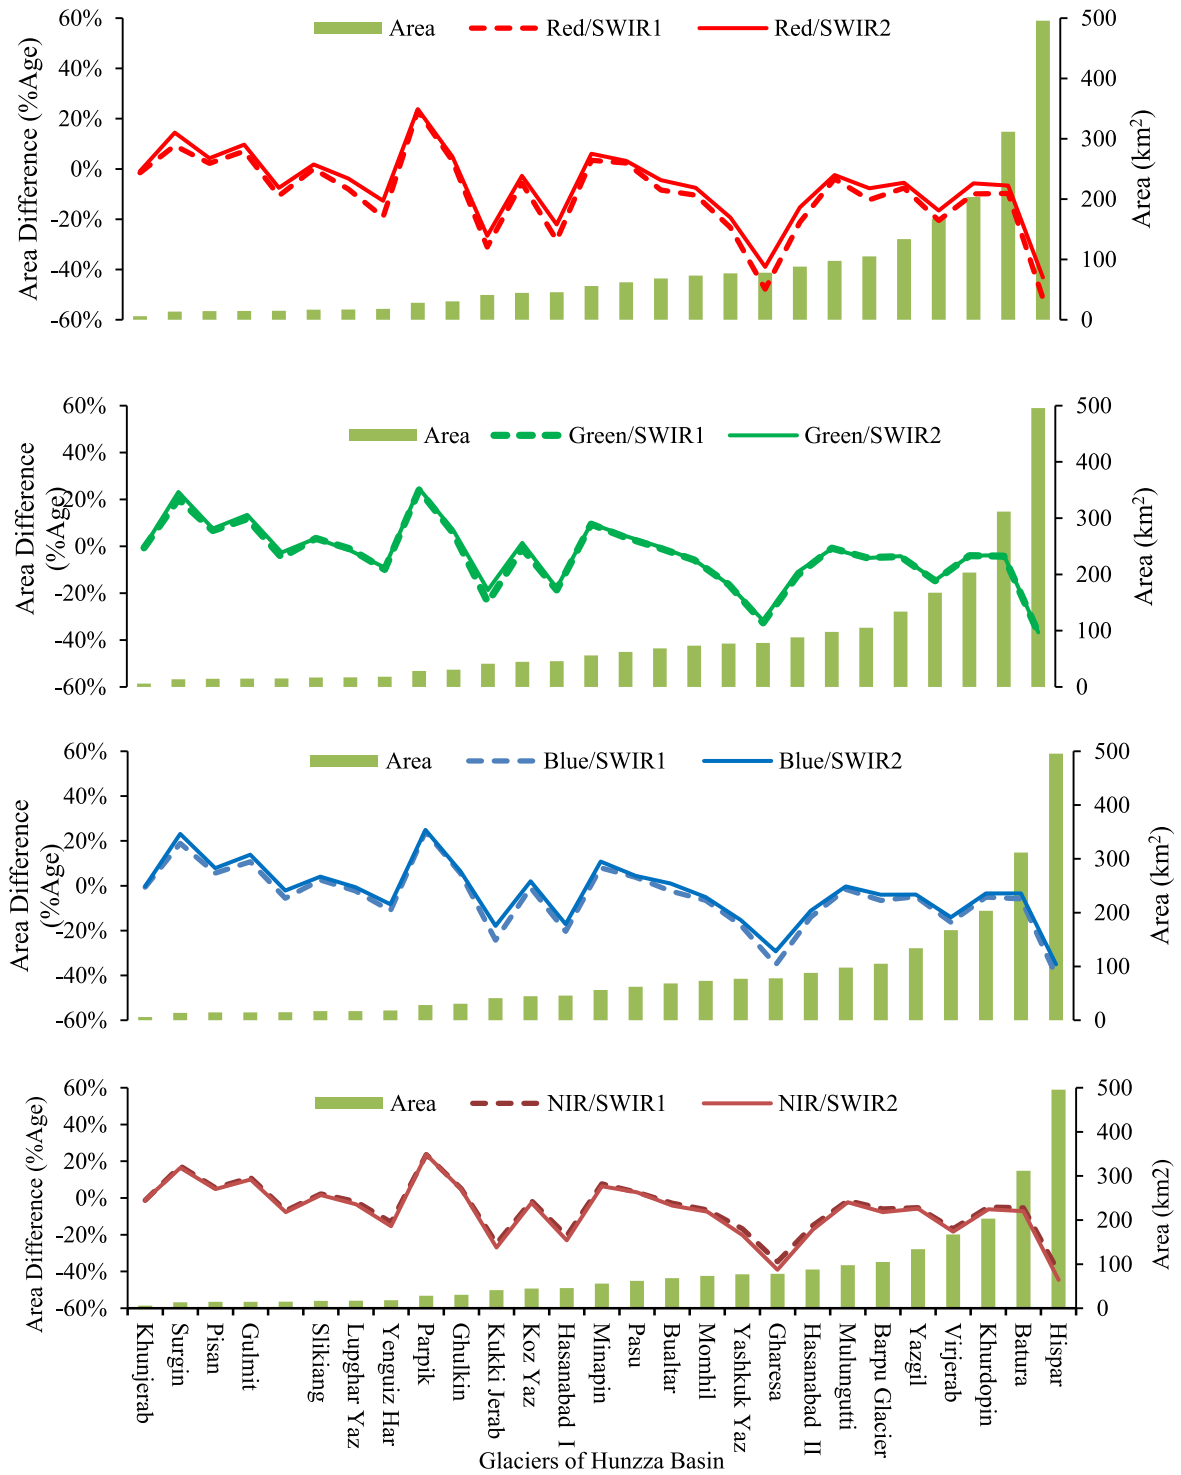 Area Red/SWIR1 Red/SWIR2
Area Difference (%Age)
60%
40%
20%
0%
-20%
-40%
-60%
500
400
300
200
100
0
Area (km2)
Area Green/SWIR1 Green/SWIR2
Area Difference
(%Age)
60%
40%
20%
0%
-20%
-40%
-60%
500
400
300
200
100
0
Area (km2)
Area Blue/SWIR1 Blue/SWIR2
Area Difference
(%Age)
60%
40%
20%
0%
-20%
-40%
-60%
500
400
300
200
100
0
Area (km2)
Area NIR/SWIR1 NIR/SWIR2
Area Difference (%Age)
60%
40%
20%
0%
-20%
-40%
-60%
500
400
300
200
100
0
Area (km2)
Khunjerab
Surgin
Pisan
Gulmit
Slikiang
Lupghar Yaz
Yenguiz Har
Parpik
Ghulkin
Kukki Jerab
Koz Yaz
Hasanabad I
Minapin
Pasu
Bualtar
Momhil
Yashkuk Yaz
Gharesa
Hasanabad II
Mulungutti
Barpu Glacier
Yazgil
Virjerab
Khurdopin
Batura
Hispar
Glaciers of Hunzza Basin